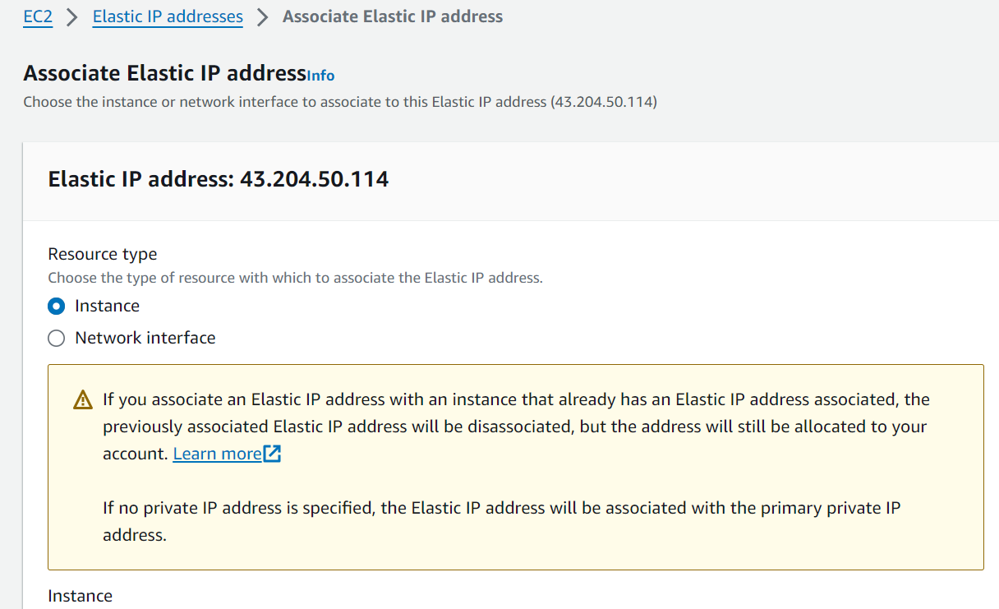 EC2 > Elastic IP addresses > Associate Elastic IP address
Associate Elastic IP address Info
Choose the instance or network interface to associate to this Elastic IP address (43.204.50.114)
Elastic IP address: 43.204.50.114
Resource type
Choose the type of resource with which to associate the Elastic IP address.
Instance
Network interface
If you associate an Elastic IP address with an instance that already has an Elastic IP address associated, the
previously associated Elastic IP address will be disassociated, but the address will still be allocated to your
account. Learn more
If no private IP address is specified, the Elastic IP address will be associated with the primary private IP
address.
Instance